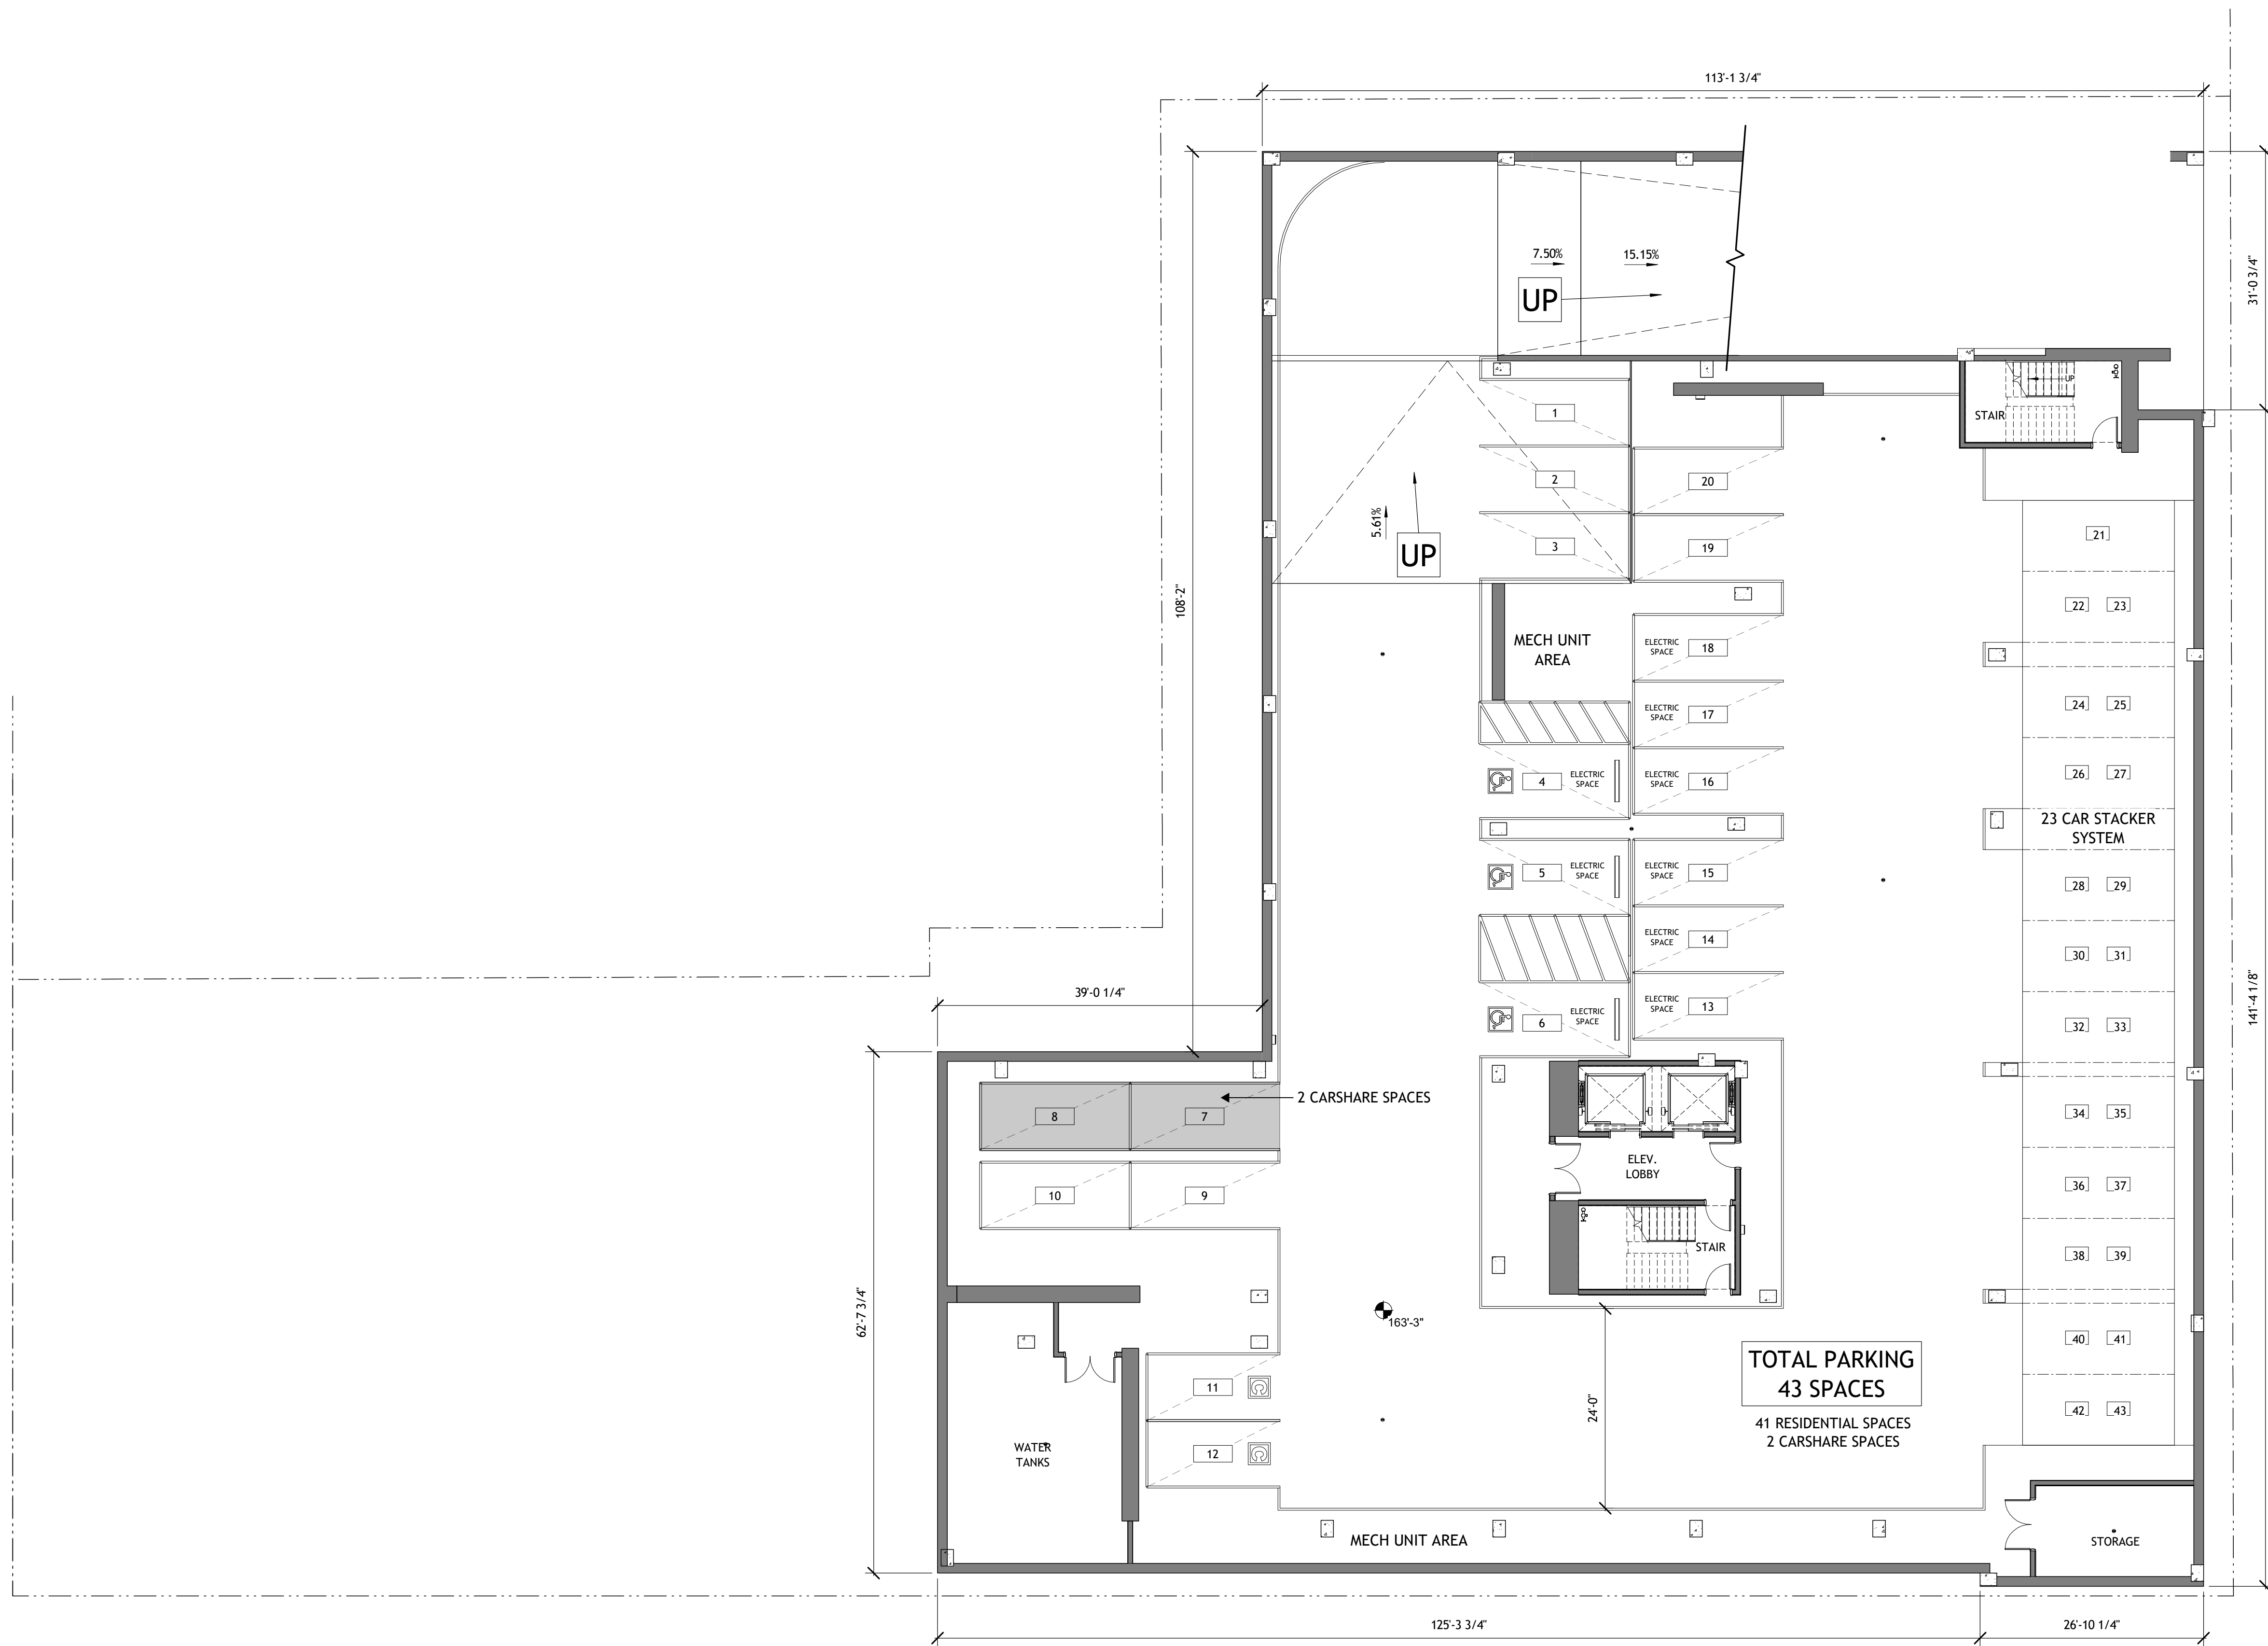 113'-1 3/4"
31'-0 3/4"
7.50%
15.15%
UP
UP
STAIR
1
2
20
3
19
5.61%
UP
21
22 23
108'-2"
MECH UNIT
AREA
ELECTRIC
SPACE
18
ELECTRIC
SPACE
17
24 25
4
ELECTRIC
SPACE
ELECTRIC
SPACE
16
26 27
23 CAR STACKER
SYSTEM
5
ELECTRIC
SPACE
ELECTRIC
SPACE
15
28 29
ELECTRIC
SPACE
14
30 31
39'-0 1/4"
141'-4 1/8"
6
ELECTRIC
SPACE
ELECTRIC
SPACE
13
32 33
2 CARSHARE SPACES
8
7
34 35
ELEV.
LOBBY
10
9
36 37
STAIR
38 39
62'-7 3/4"
163'-3"
40 41
TOTAL PARKING
43 SPACES
41 RESIDENTIAL SPACES
2 CARSHARE SPACES
11
C
24'-0"
42 43
12
C
WATER
TANKS
MECH UNIT AREA
STORAGE
125'-3 3/4"
26'-10 1/4"